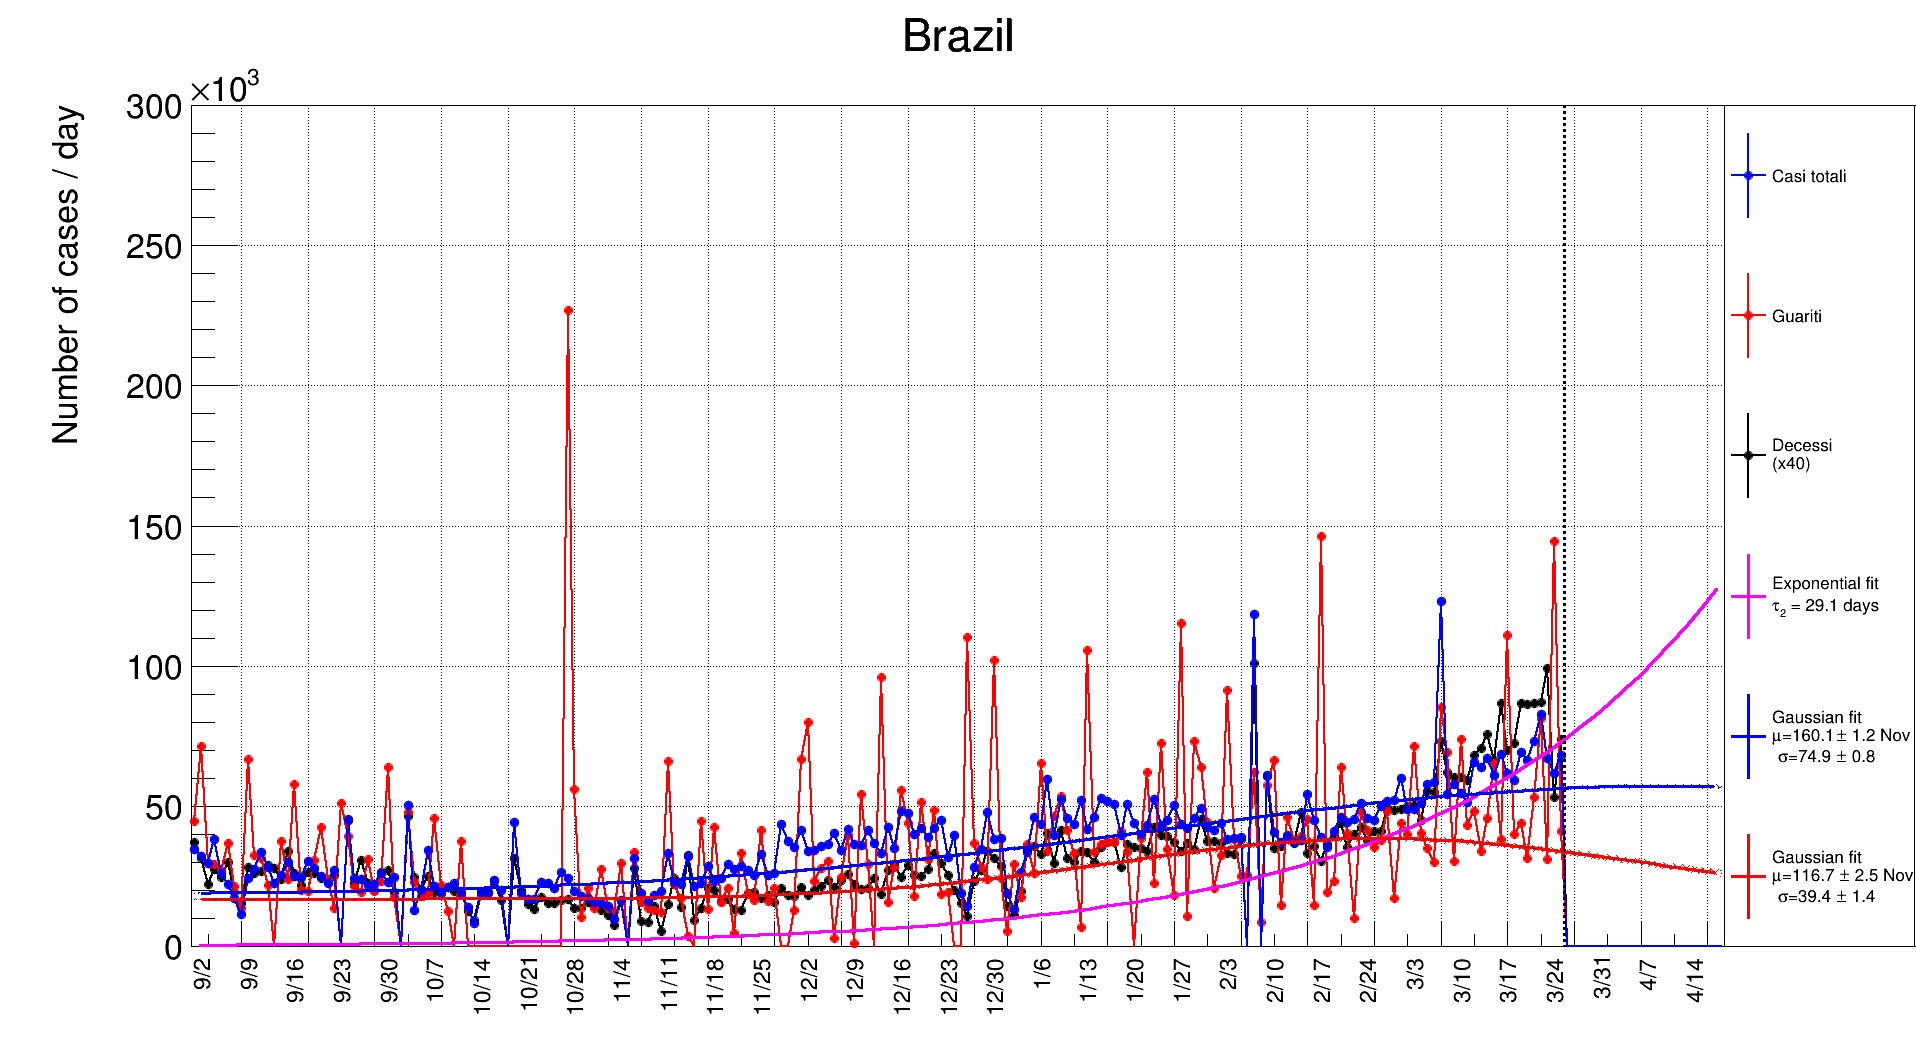 Brazil
×10³
Number of cases / day
300
250
200
150
100
50
0
9/2 9/9 9/16 9/23 9/30 10/7 10/14 10/21 10/28 11/4 11/11 11/18 11/25 12/2 12/9 12/16 12/23 12/30 1/6 1/13 1/20 1/27 2/3 2/10 2/17 2/24 3/3 3/10 3/17 3/24 3/31 4/7 4/14
Casi totali
Guariti
Decessi
(x40)
Exponential fit
τ₂ = 29.1 days
Gaussian fit
μ=160.1 ± 1.2 Nov
σ=74.9 ± 0.8
Gaussian fit
μ=116.7 ± 2.5 Nov
σ=39.4 ± 1.4